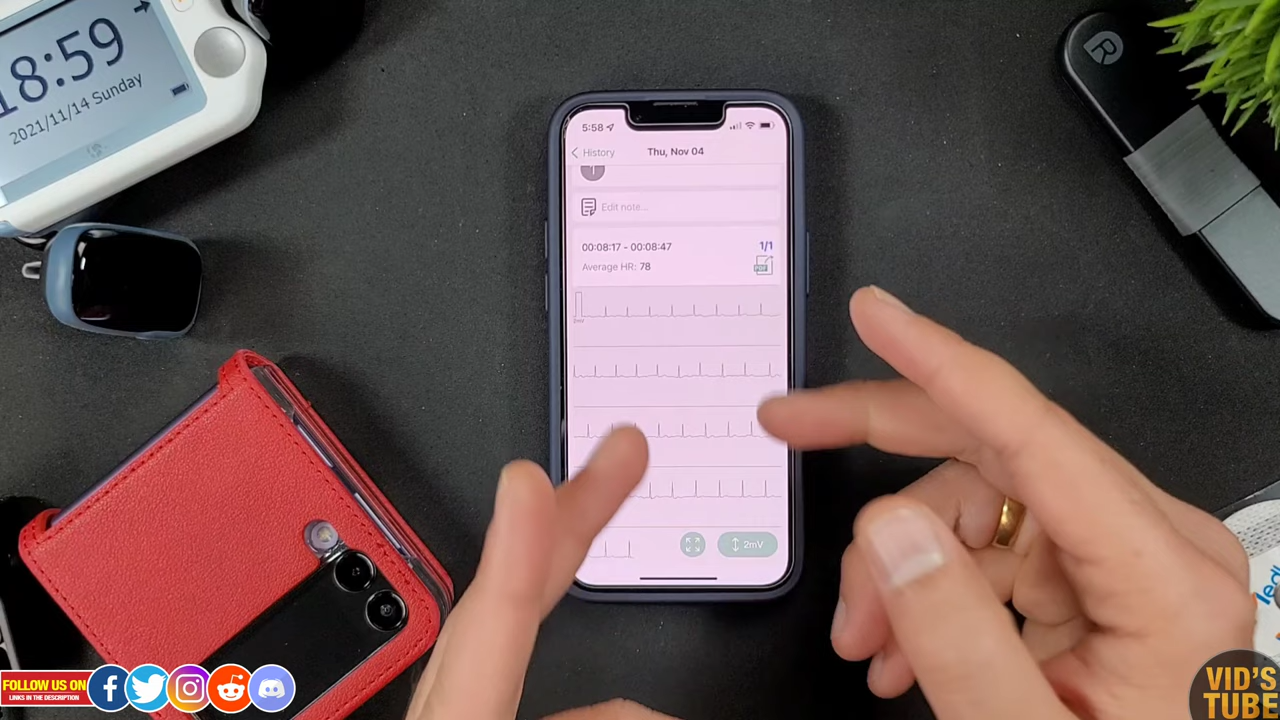 18:59
2021/11/14 Sunday
5:58
History
Thu, Nov 04
Edit note...
00:08:17 - 00:08:47
1/1
Average HR: 78
PDF
2mV
FOLLOW US ON
LINKS IN THE DESCRIPTION
VID'S
TUBE